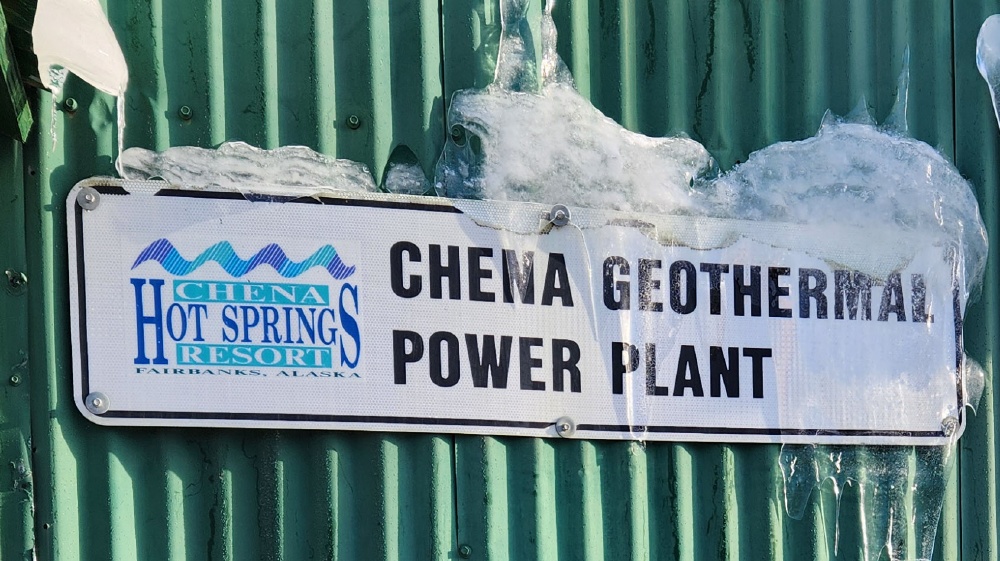 CHENA
HOT SPRINGS
RESORT
FAIRBANKS, ALASKA
CHENA GEOTHERMAL
POWER PLANT